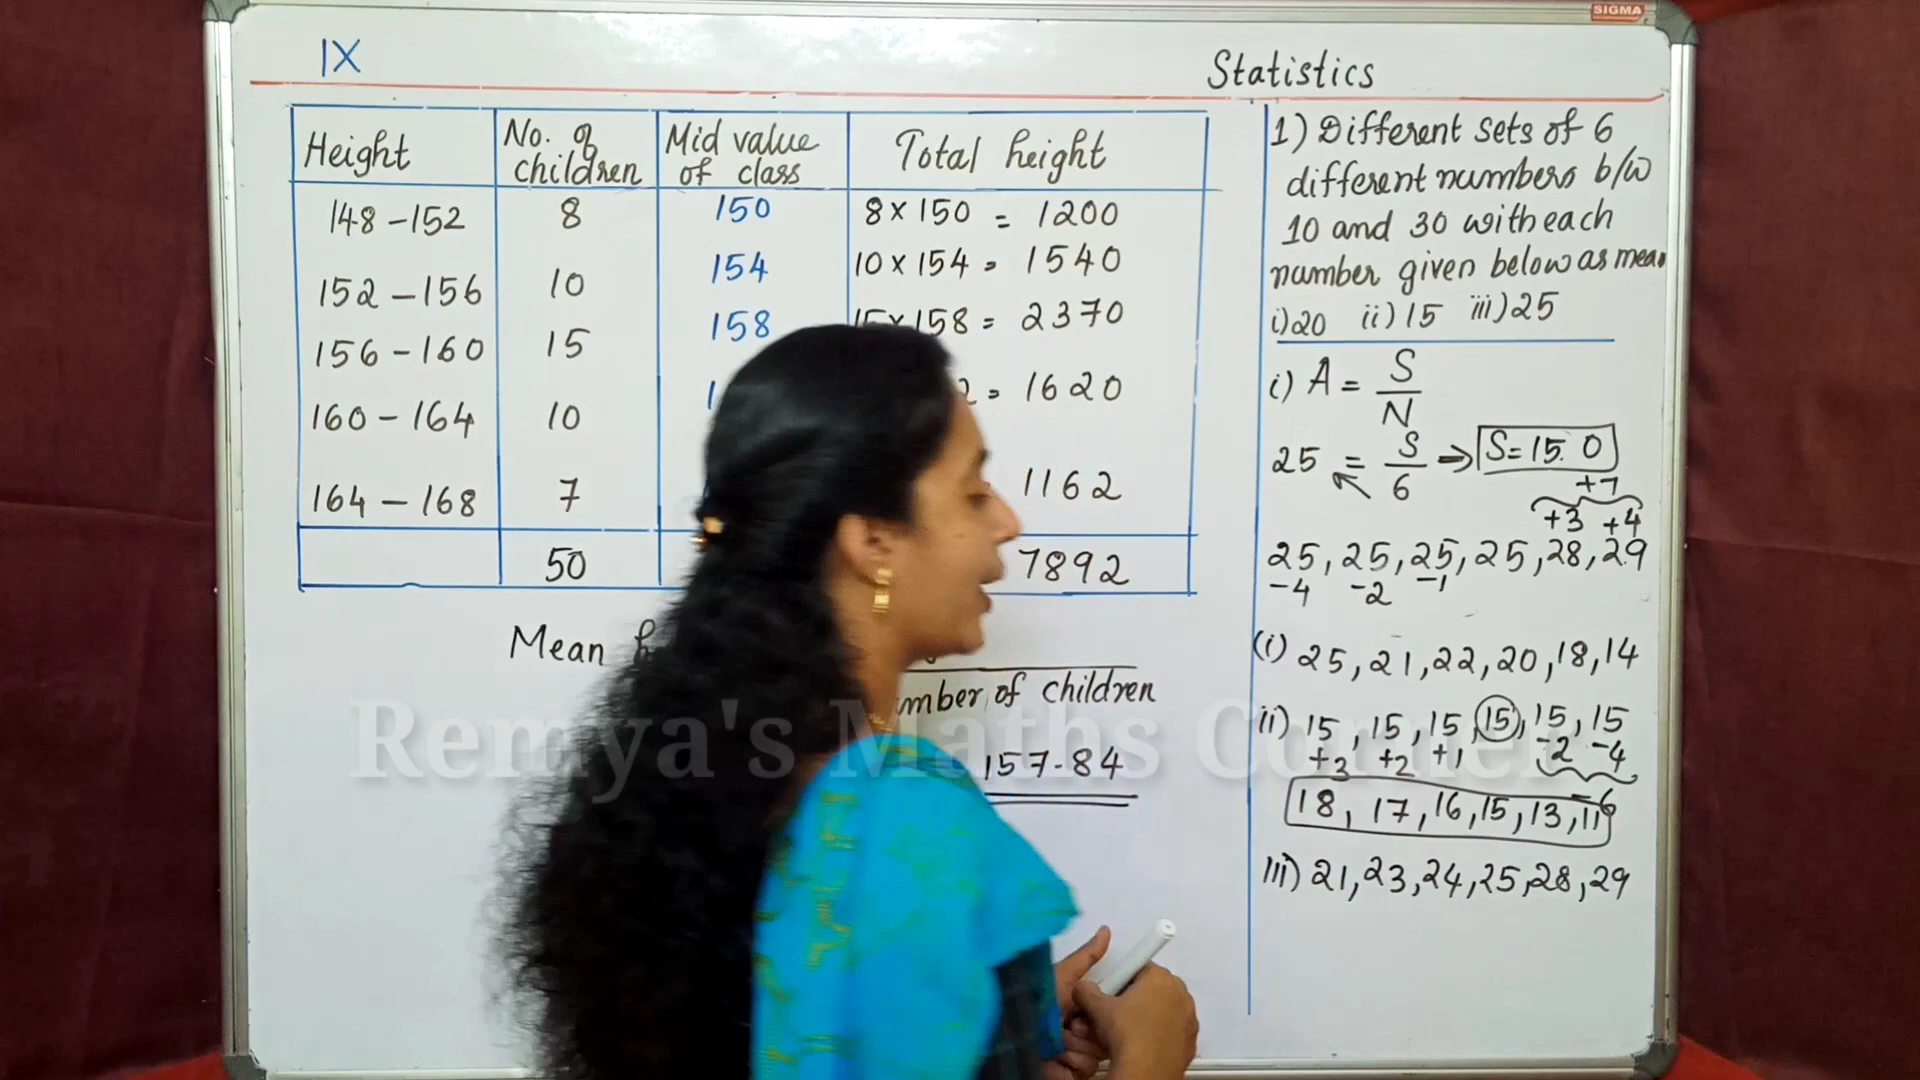 SIGMA
IX
Statistics
Height No. of children Mid value of class Total height
148-152 8 150 8 × 150 = 1200
152-156 10 154 10 × 154 = 1540
156-160 15 158 15 × 158 = 2370
160-164 10 = 1620
164-168 7 1162
50 7892
Mean
mber of children
157.84
1) Different sets of 6
different numbers b/w
10 and 30 with each
number given below as mean
i) 20 ii) 15 iii) 25
i) A = S/N
25 = S/6 → S = 150
+7
+3 +4
25, 25, 25, 25, 28, 29
-4 -2 -1
(i) 25, 21, 22, 20, 18, 14
ii) 15, 15, 15, 15, 15, 15
+3 +2 +1 -2 -4
-6
18, 17, 16, 15, 13, 11
iii) 21, 23, 24, 25, 28, 29
Remya's Maths Corner